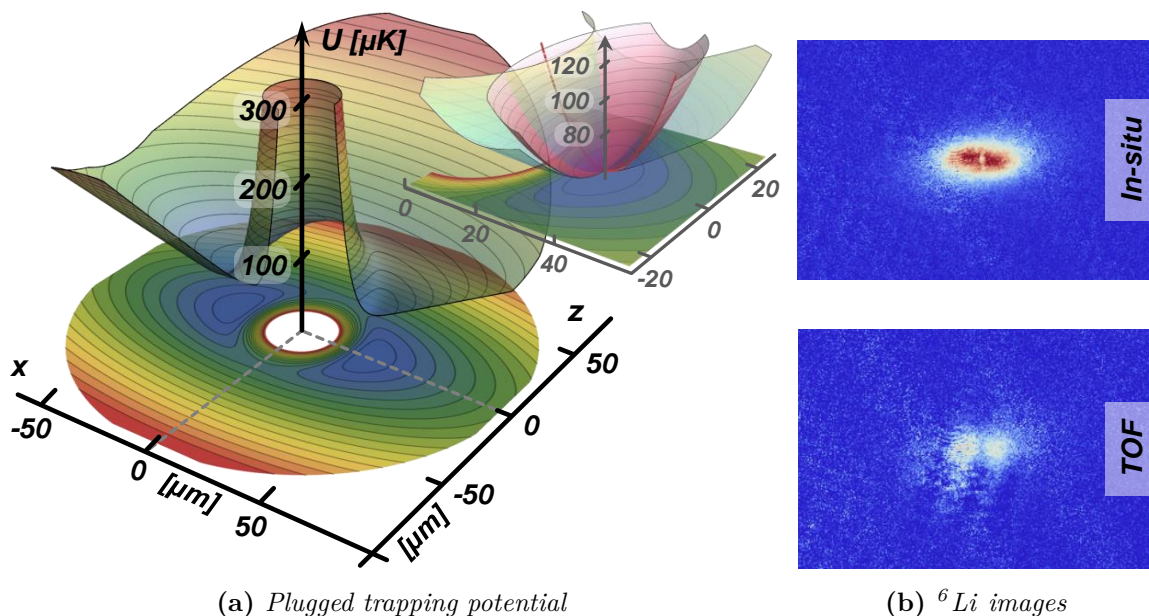 U [µK]
300
200
100
120
100
80
0
20
40
-20
0
20
x
-50
0
[µm]
50
z
50
0
-50
[µm]
In-situ
TOF
(a) Plugged trapping potential
(b) ⁶Li images